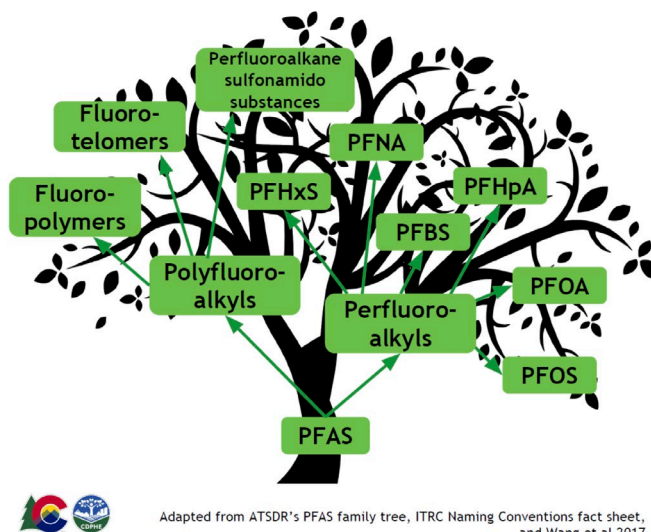 Perfluoroalkane
sulfonamido
substances
Fluoro-
telomers
PFNA
PFHxS
PFHpA
Fluoro-
polymers
PFBS
Polyfluoro-
alkyls
PFOA
Perfluoro-
alkyls
PFOS
PFAS
CDPHE
Adapted from ATSDR's PFAS family tree, ITRC Naming Conventions fact sheet,
and Wang et al 2017